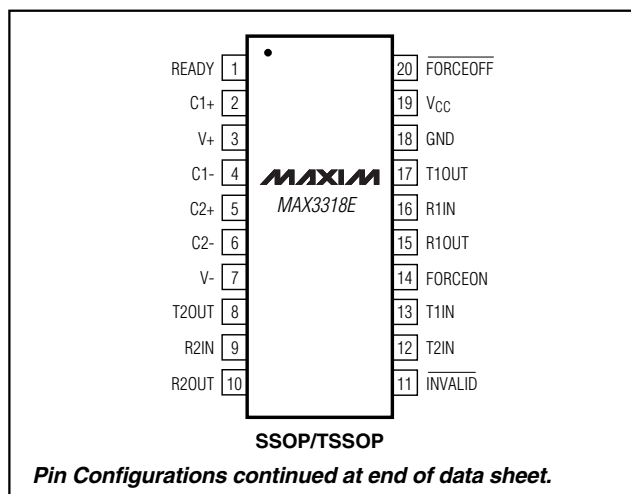 READY 1
C1+ 2
V+ 3
C1- 4
C2+ 5
C2- 6
V- 7
T2OUT 8
R2IN 9
R2OUT 10
MAXIM
MAX3318E
20 FORCEOFF
19 VCC
18 GND
17 T1OUT
16 R1IN
15 R1OUT
14 FORCEON
13 T1IN
12 T2IN
11 INVALID
SSOP/TSSOP
Pin Configurations continued at end of data sheet.